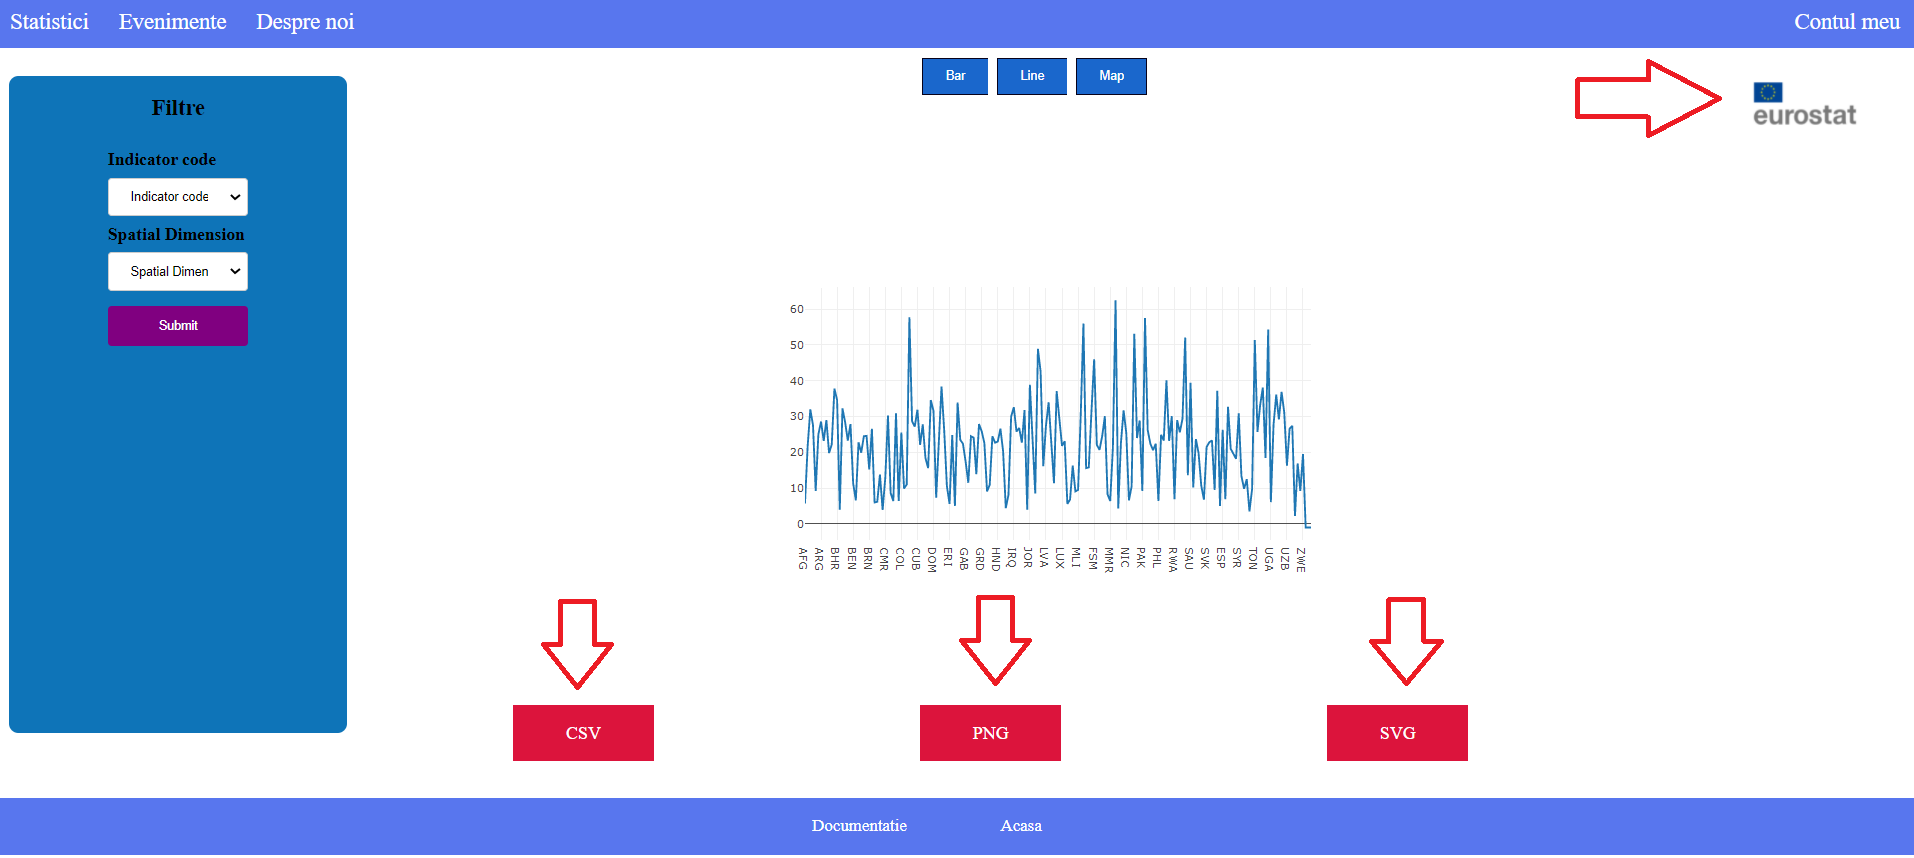 Statistici Evenimente Despre noi Contul meu
Bar Line Map
eurostat
Filtre
Indicator code
Indicator code
Spatial Dimension
Spatial Dimen
Submit
60
50
40
30
20
10
0
AFG ARG BHR BEN BRN CMR COL CUB DOM ERI GAB GRD HND IRQ JOR LVA LUX MLI FSM MMR NIC PAK PHL RWA SAU SVK ESP SYR TON UGA UZB ZWE
CSV PNG SVG
Documentatie Acasa